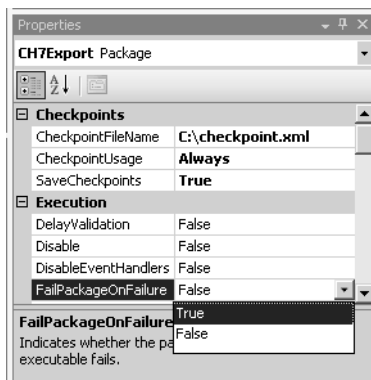 Properties
CH7Export Package
Checkpoints
CheckpointFileName C:\checkpoint.xml
CheckpointUsage Always
SaveCheckpoints True
Execution
DelayValidation False
Disable False
DisableEventHandlers False
FailPackageOnFailure False
True
False
FailPackageOnFailure
Indicates whether the pa
executable fails.